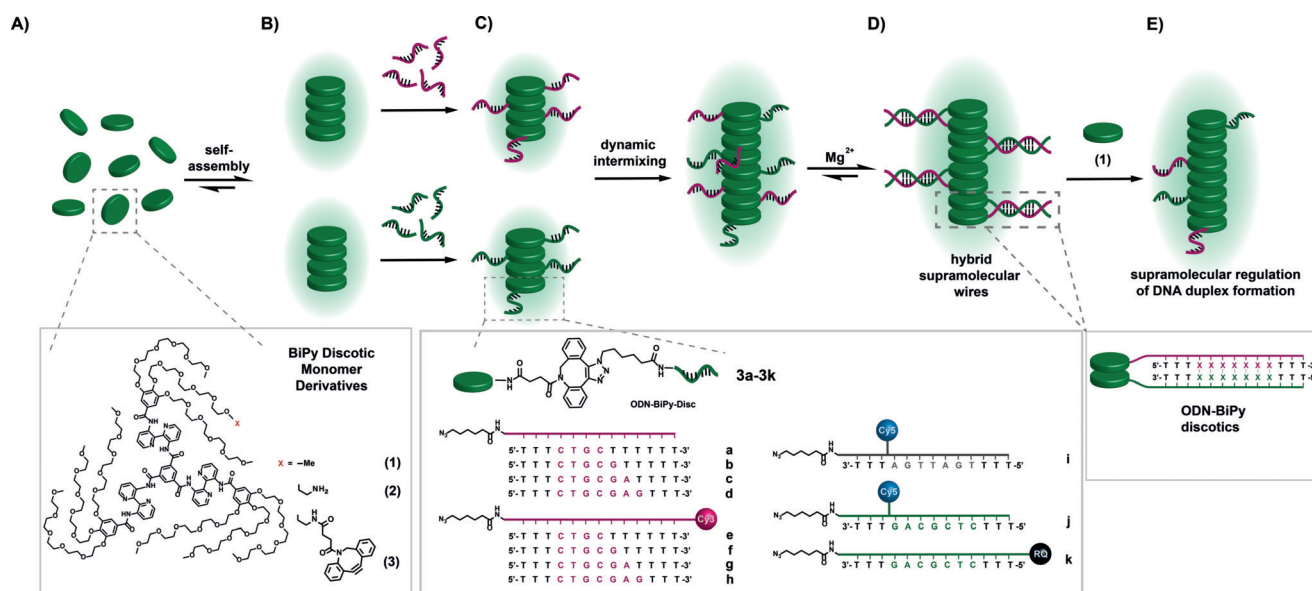 A)
B)
C)
D)
E)
self-
assembly
dynamic
intermixing
Mg2+
(1)
hybrid
supramolecular
wires
supramolecular regulation
of DNA duplex formation
BiPy Discotic
Monomer
Derivatives
X = –Me (1)
(2)
(3)
ODN-BiPy-Disc
3a-3k
5'- T T T C T G C T T T T T T -3' a
5'- T T T C T G C G T T T T T -3' b
5'- T T T C T G C G A T T T T -3' c
5'- T T T C T G C G A G T T T -3' d
Cy3
5'- T T T C T G C T T T T T T -3' e
5'- T T T C T G C G T T T T T -3' f
5'- T T T C T G C G A T T T T -3' g
5'- T T T C T G C G A G T T T -3' h
Cy5
3'- T T T A G T T A G T T T T -5' i
Cy5
3'- T T T G A C G C T C T T T -5' j
RQ
3'- T T T G A C G C T C T T T -5' k
5'- T T T X X X X X X X T T T -3'
3'- T T T X X X X X X X T T T -5'
ODN-BiPy
discotics